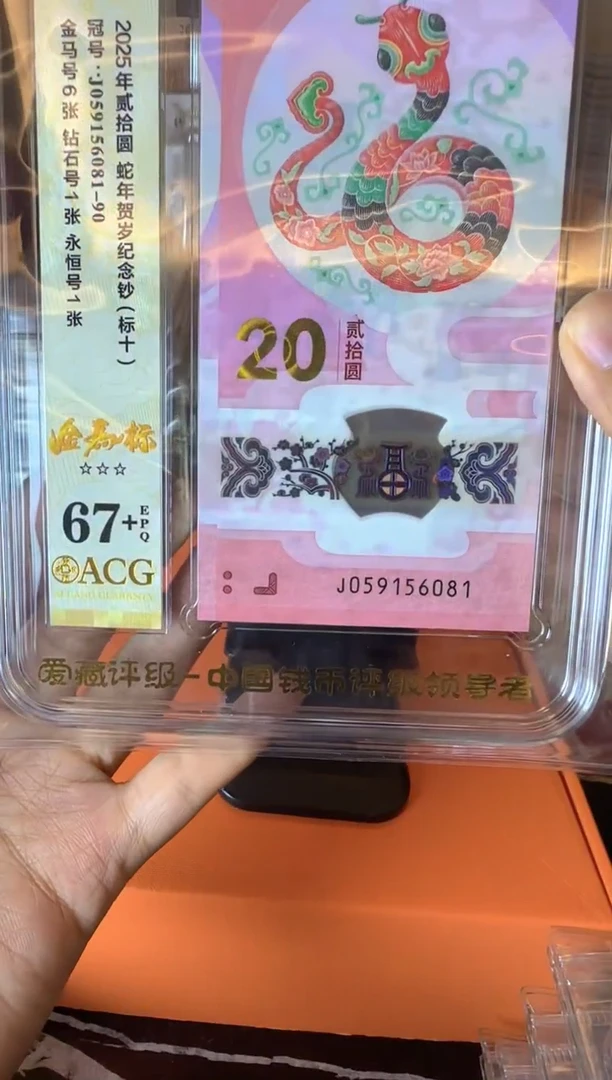 2025年贰拾圆 蛇年贺岁纪念钞(标十)
冠号·J059156081-90
金马号6张 钻石号1张 永恒号1张
金马标
☆☆☆
67+EPQ
ACG
20
贰拾圆
J059156081
爱藏评级-中国钱币评级领导者